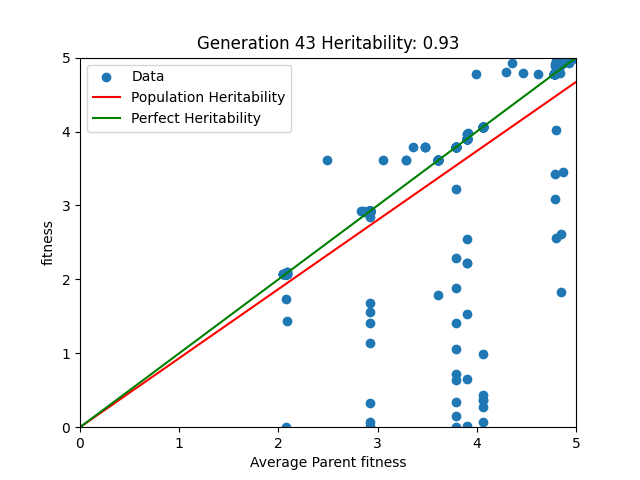 Generation 43 Heritability: 0.93
Data
Population Heritability
Perfect Heritability
5
4
3
2
1
0
fitness
0 1 2 3 4 5
Average Parent fitness